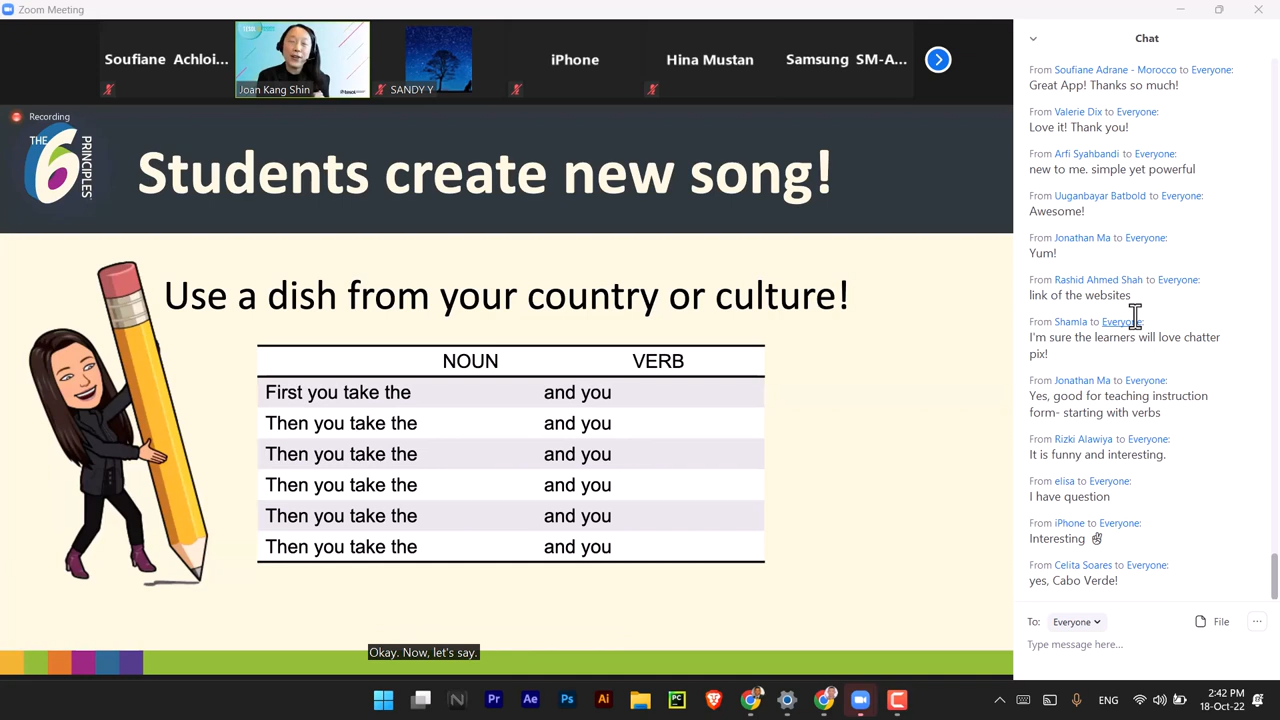 Zoom Meeting
Soufiane Achloi...
Joan Kang Shin
SANDY Y
iPhone
Hina Mustan
Samsung SM-A...
Recording
THE
6
PRINCIPLES
Students create new song!
Use a dish from your country or culture!
NOUN VERB
First you take the and you
Then you take the and you
Then you take the and you
Then you take the and you
Then you take the and you
Then you take the and you
Okay. Now, let's say.
Chat
From Soufiane Adrane - Morocco to Everyone:
Great App! Thanks so much!
From Valerie Dix to Everyone:
Love it! Thank you!
From Arfi Syahbandi to Everyone:
new to me. simple yet powerful
From Uuganbayar Batbold to Everyone:
Awesome!
From Jonathan Ma to Everyone:
Yum!
From Rashid Ahmed Shah to Everyone:
link of the websites
From Shamla to Everyone:
I'm sure the learners will love chatter
pix!
From Jonathan Ma to Everyone:
Yes, good for teaching instruction
form- starting with verbs
From Rizki Alawiya to Everyone:
It is funny and interesting.
From elisa to Everyone:
I have question
From iPhone to Everyone:
Interesting ✌
From Celita Soares to Everyone:
yes, Cabo Verde!
To: Everyone File
Type message here...
N Pr Ae Ps Ai PC
ENG
2:42 PM
18-Oct-22